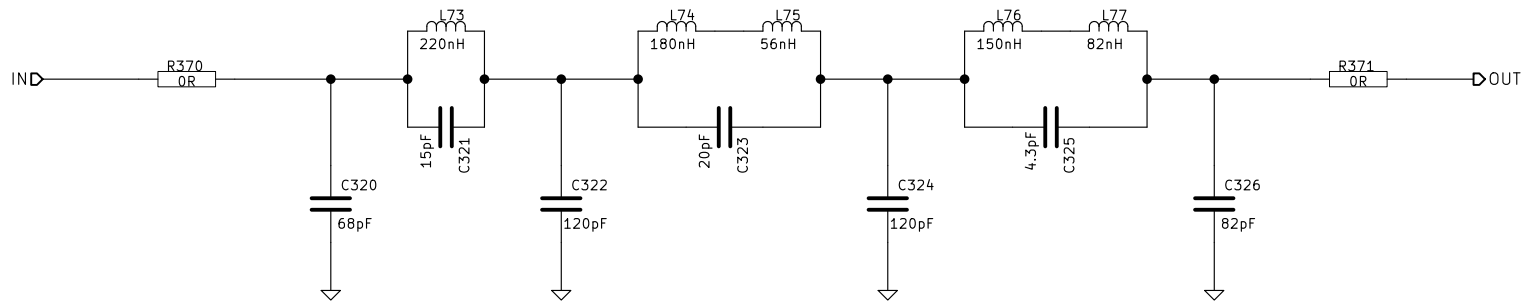 L73
220nH
L74
180nH
L75
56nH
L76
150nH
L77
82nH
IN
R370
0R
R371
0R
OUT
15pF
C321
20pF
C323
4.3pF
C325
C320
68pF
C322
120pF
C324
120pF
C326
82pF